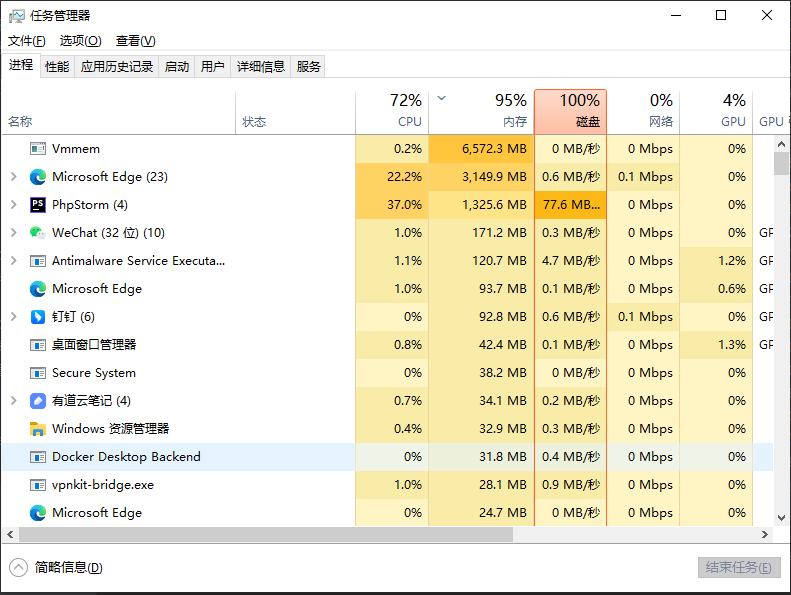 任务管理器
文件(F) 选项(O) 查看(V)
进程 性能 应用历史记录 启动 用户 详细信息 服务
72% 95% 100% 0% 4%
名称 状态 CPU 内存 磁盘 网络 GPU GPU
Vmmem 0.2% 6,572.3 MB 0 MB/秒 0 Mbps 0%
Microsoft Edge (23) 22.2% 3,149.9 MB 0.6 MB/秒 0.1 Mbps 0%
PS PhpStorm (4) 37.0% 1,325.6 MB 77.6 MB... 0 Mbps 0%
WeChat (32 位) (10) 1.0% 171.2 MB 0.3 MB/秒 0 Mbps 0% GF
Antimalware Service Executa... 1.1% 120.7 MB 4.7 MB/秒 0 Mbps 1.2% GF
Microsoft Edge 1.0% 93.7 MB 0.1 MB/秒 0 Mbps 0.6% GF
钉钉 (6) 0% 92.8 MB 0.6 MB/秒 0.1 Mbps 0% GF
桌面窗口管理器 0.8% 42.4 MB 0.1 MB/秒 0 Mbps 1.3% GF
Secure System 0% 38.2 MB 0 MB/秒 0 Mbps 0%
有道云笔记 (4) 0.7% 34.1 MB 0.2 MB/秒 0 Mbps 0%
Windows 资源管理器 0.4% 32.9 MB 0.3 MB/秒 0 Mbps 0%
Docker Desktop Backend 0% 31.8 MB 0.4 MB/秒 0 Mbps 0%
vpnkit-bridge.exe 1.0% 28.1 MB 0.9 MB/秒 0 Mbps 0%
Microsoft Edge 0% 24.7 MB 0 MB/秒 0 Mbps 0%
简略信息(D) 结束任务(E)